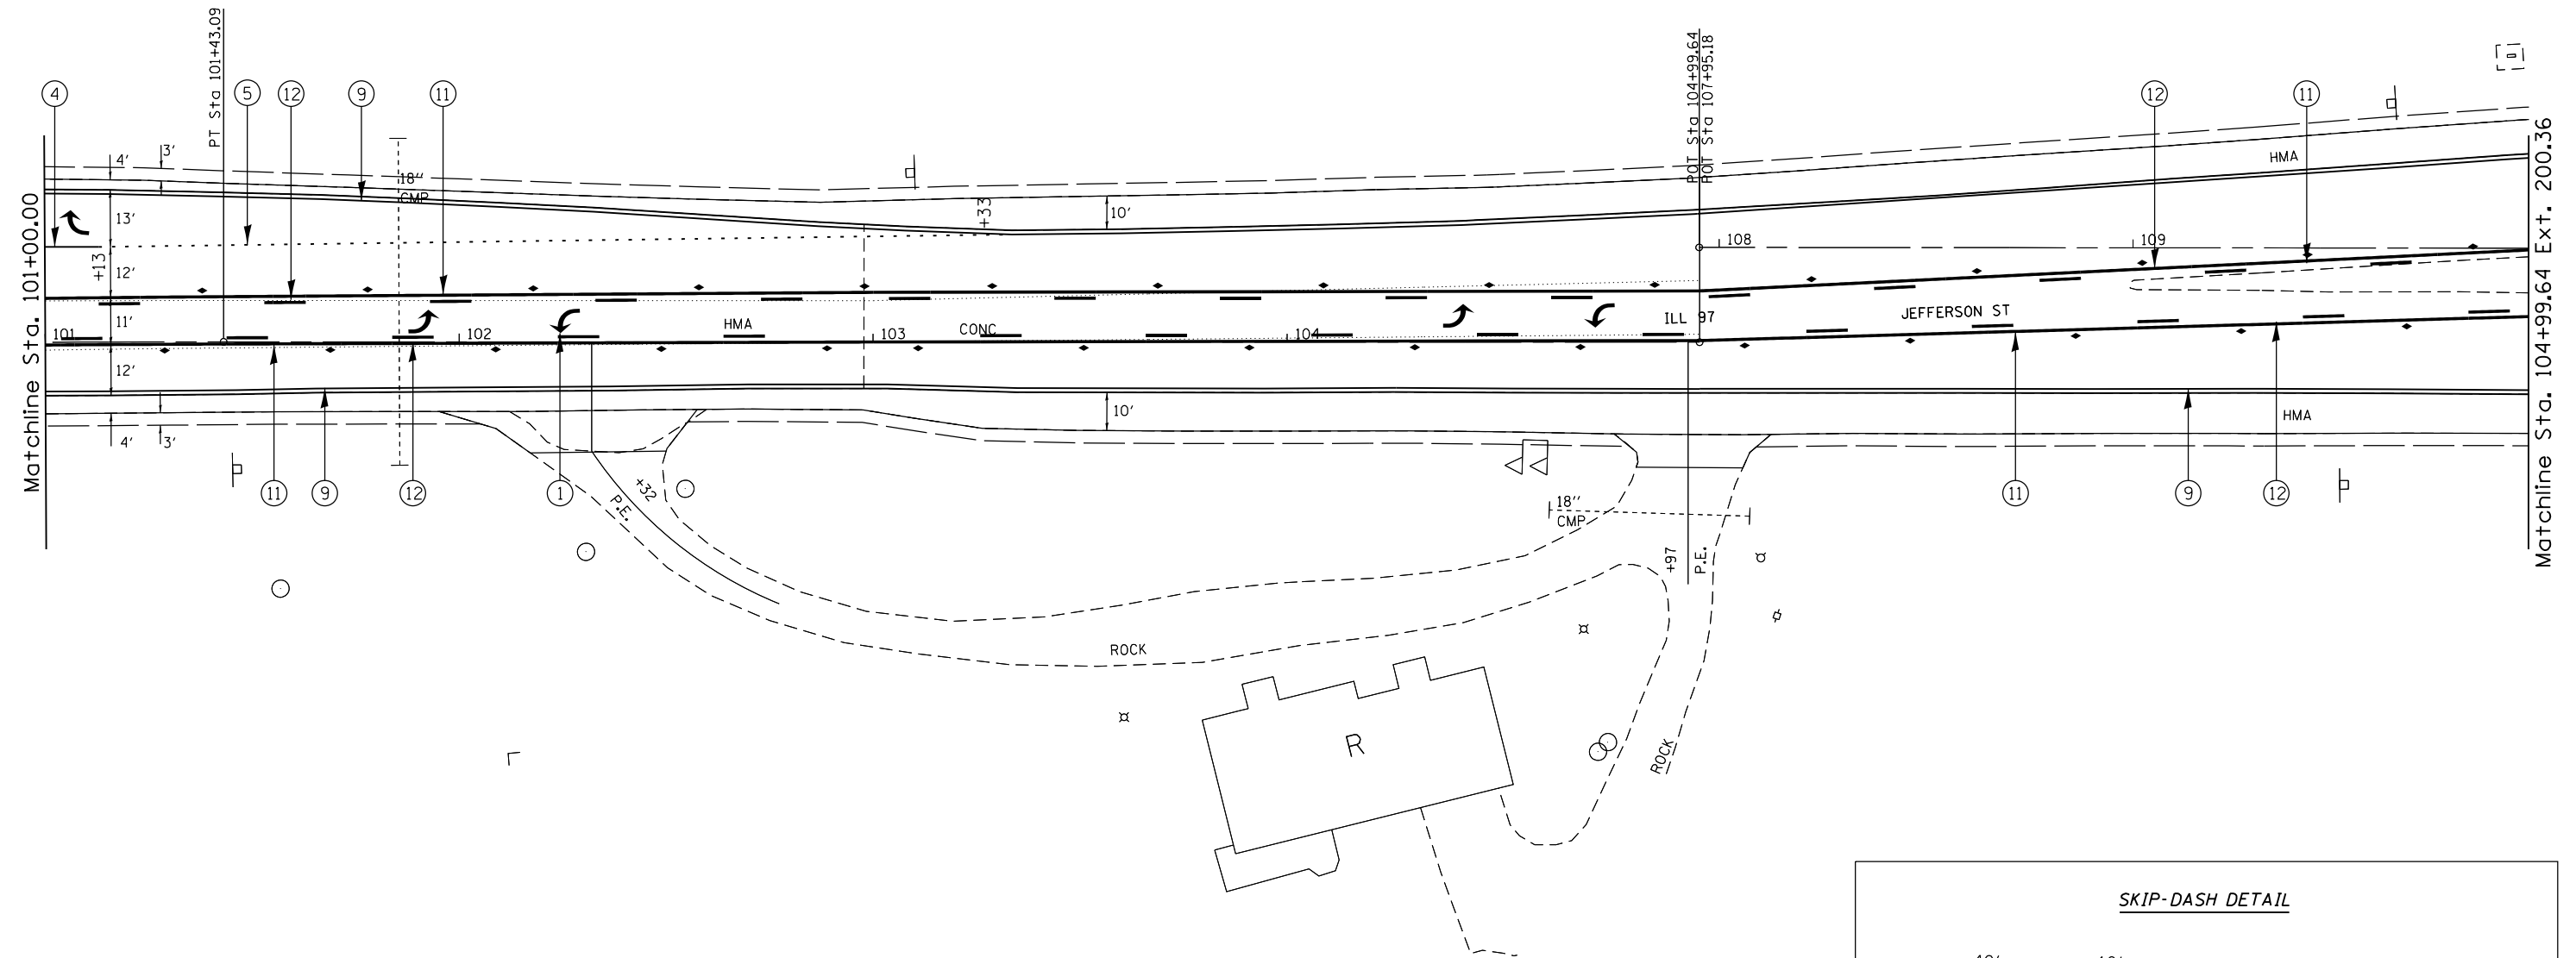 PT Sta 101+43.09
POT Sta 104+99.64
POT Sta 107+95.18
4
5
12
9
11
12
11
Matchline Sta. 101+00.00
Matchline Sta. 104+99.64 Ext. 200.36
4'
3'
18"
CMP
HMA
13'
+33
10'
108
109
+13
12'
11'
101
102
HMA
103
CONC
104
ILL 97
JEFFERSON ST
12'
10'
HMA
4'
3'
11
9
12
1
+32
P.E.
18"
CMP
11
9
12
+97
P.E.
ROCK
R
ROCK
SKIP-DASH DETAIL